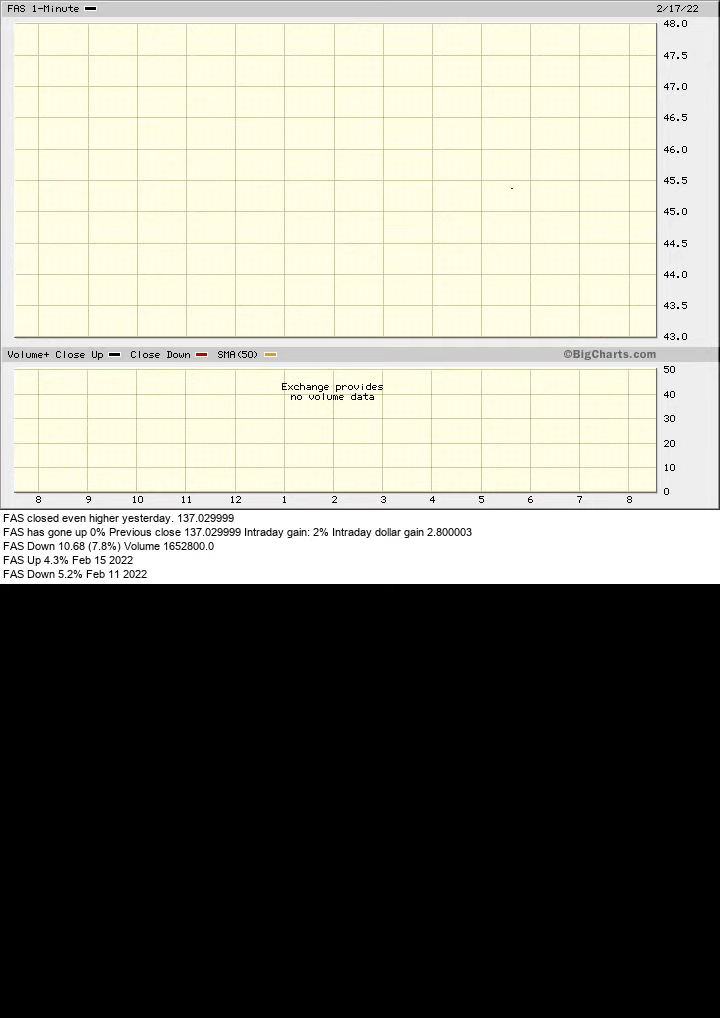 FAS 1-Minute 2/17/22
48.0
47.5
47.0
46.5
46.0
45.5
45.0
44.5
44.0
43.5
43.0
Volume+ Close Up Close Down SMA(50) ©BigCharts.com
50
Exchange provides
40
no volume data
30
20
10
0
8 9 10 11 12 1 2 3 4 5 6 7 8
FAS closed even higher yesterday. 137.029999
FAS has gone up 0% Previous close 137.029999 Intraday gain: 2% Intraday dollar gain 2.800003
FAS Down 10.68 (7.8%) Volume 1652800.0
FAS Up 4.3% Feb 15 2022
FAS Down 5.2% Feb 11 2022